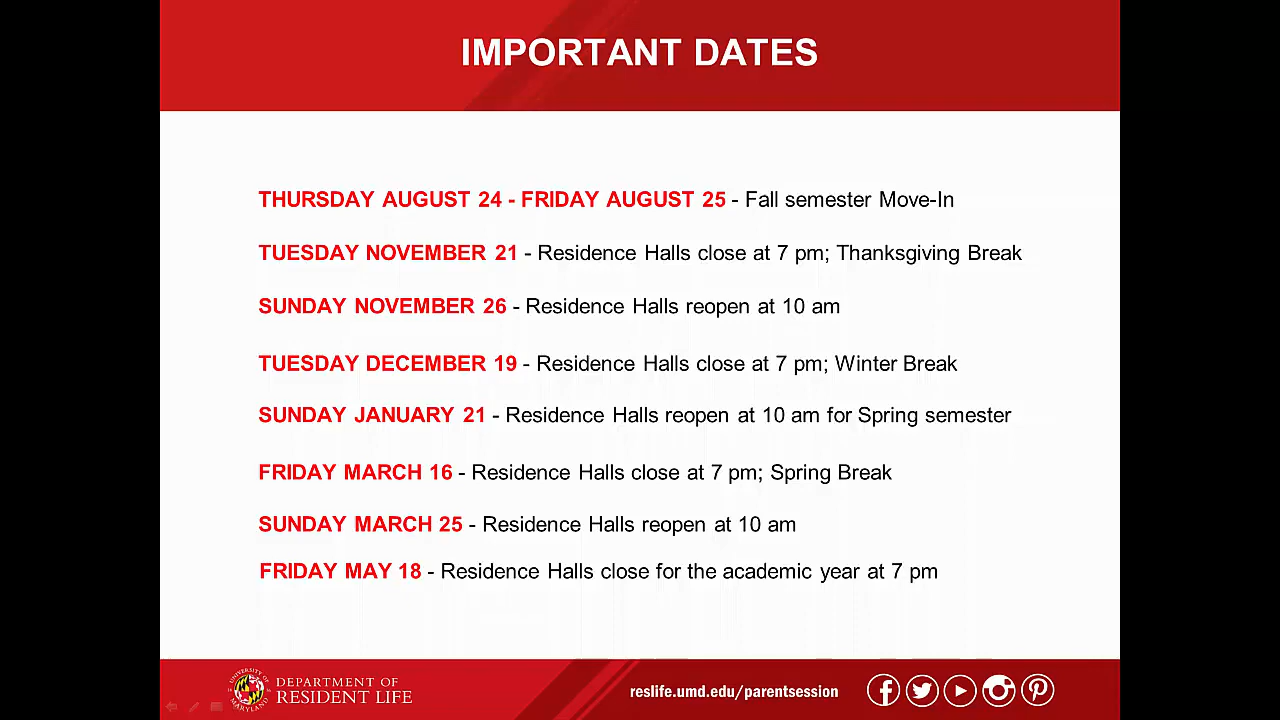 IMPORTANT DATES
THURSDAY AUGUST 24 - FRIDAY AUGUST 25 - Fall semester Move-In
TUESDAY NOVEMBER 21 - Residence Halls close at 7 pm; Thanksgiving Break
SUNDAY NOVEMBER 26 - Residence Halls reopen at 10 am
TUESDAY DECEMBER 19 - Residence Halls close at 7 pm; Winter Break
SUNDAY JANUARY 21 - Residence Halls reopen at 10 am for Spring semester
FRIDAY MARCH 16 - Residence Halls close at 7 pm; Spring Break
SUNDAY MARCH 25 - Residence Halls reopen at 10 am
FRIDAY MAY 18 - Residence Halls close for the academic year at 7 pm
UNIVERSITY OF MARYLAND
DEPARTMENT OF
RESIDENT LIFE
reslife.umd.edu/parentsession